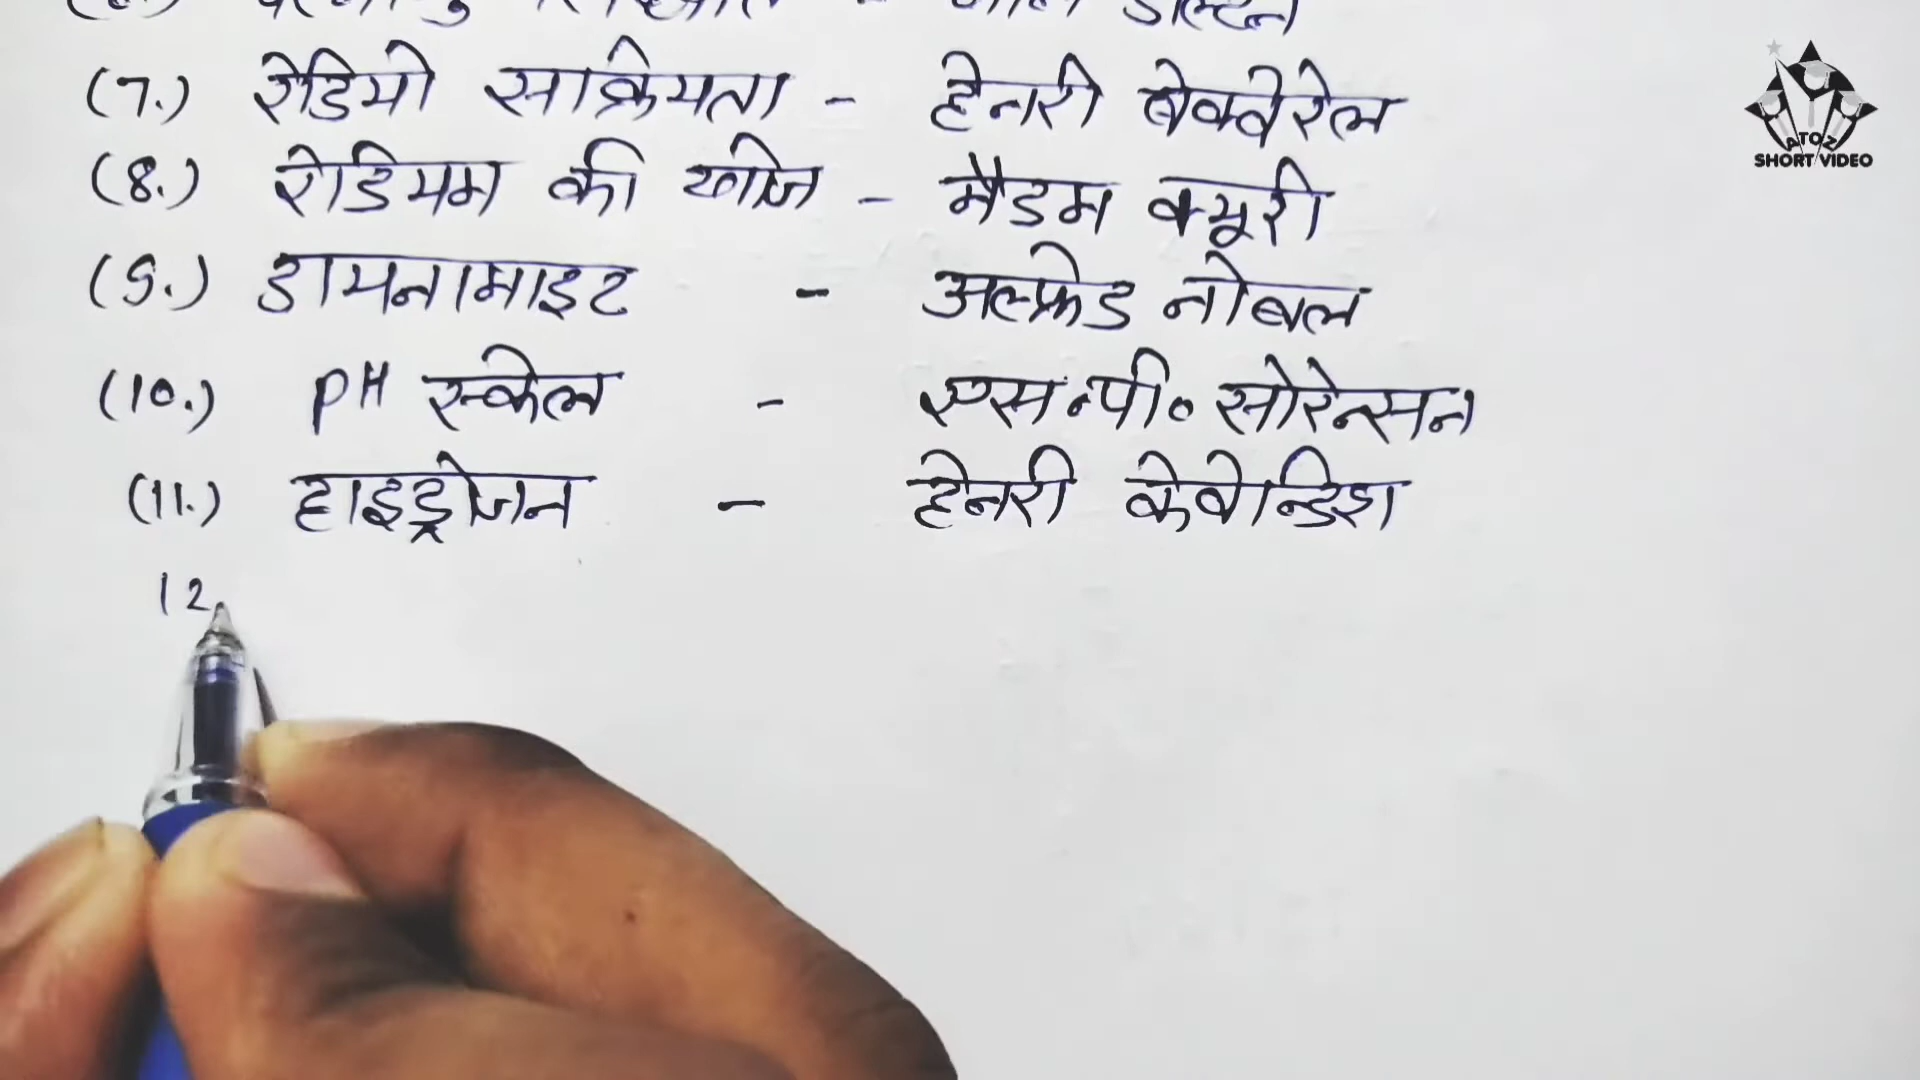 (7.) रेडियो सक्रियता - हेनरी बेक्वेरेल
(8.) रेडियम की खोज - मैडम क्यूरी
(9.) डायनामाइट - अल्फ्रेड नोबल
(10.) PH स्केल - एस.पी. सोरेन्सन
(11.) हाइड्रोजन - हेनरी केवेन्डिश
12
A TO Z
SHORT VIDEO